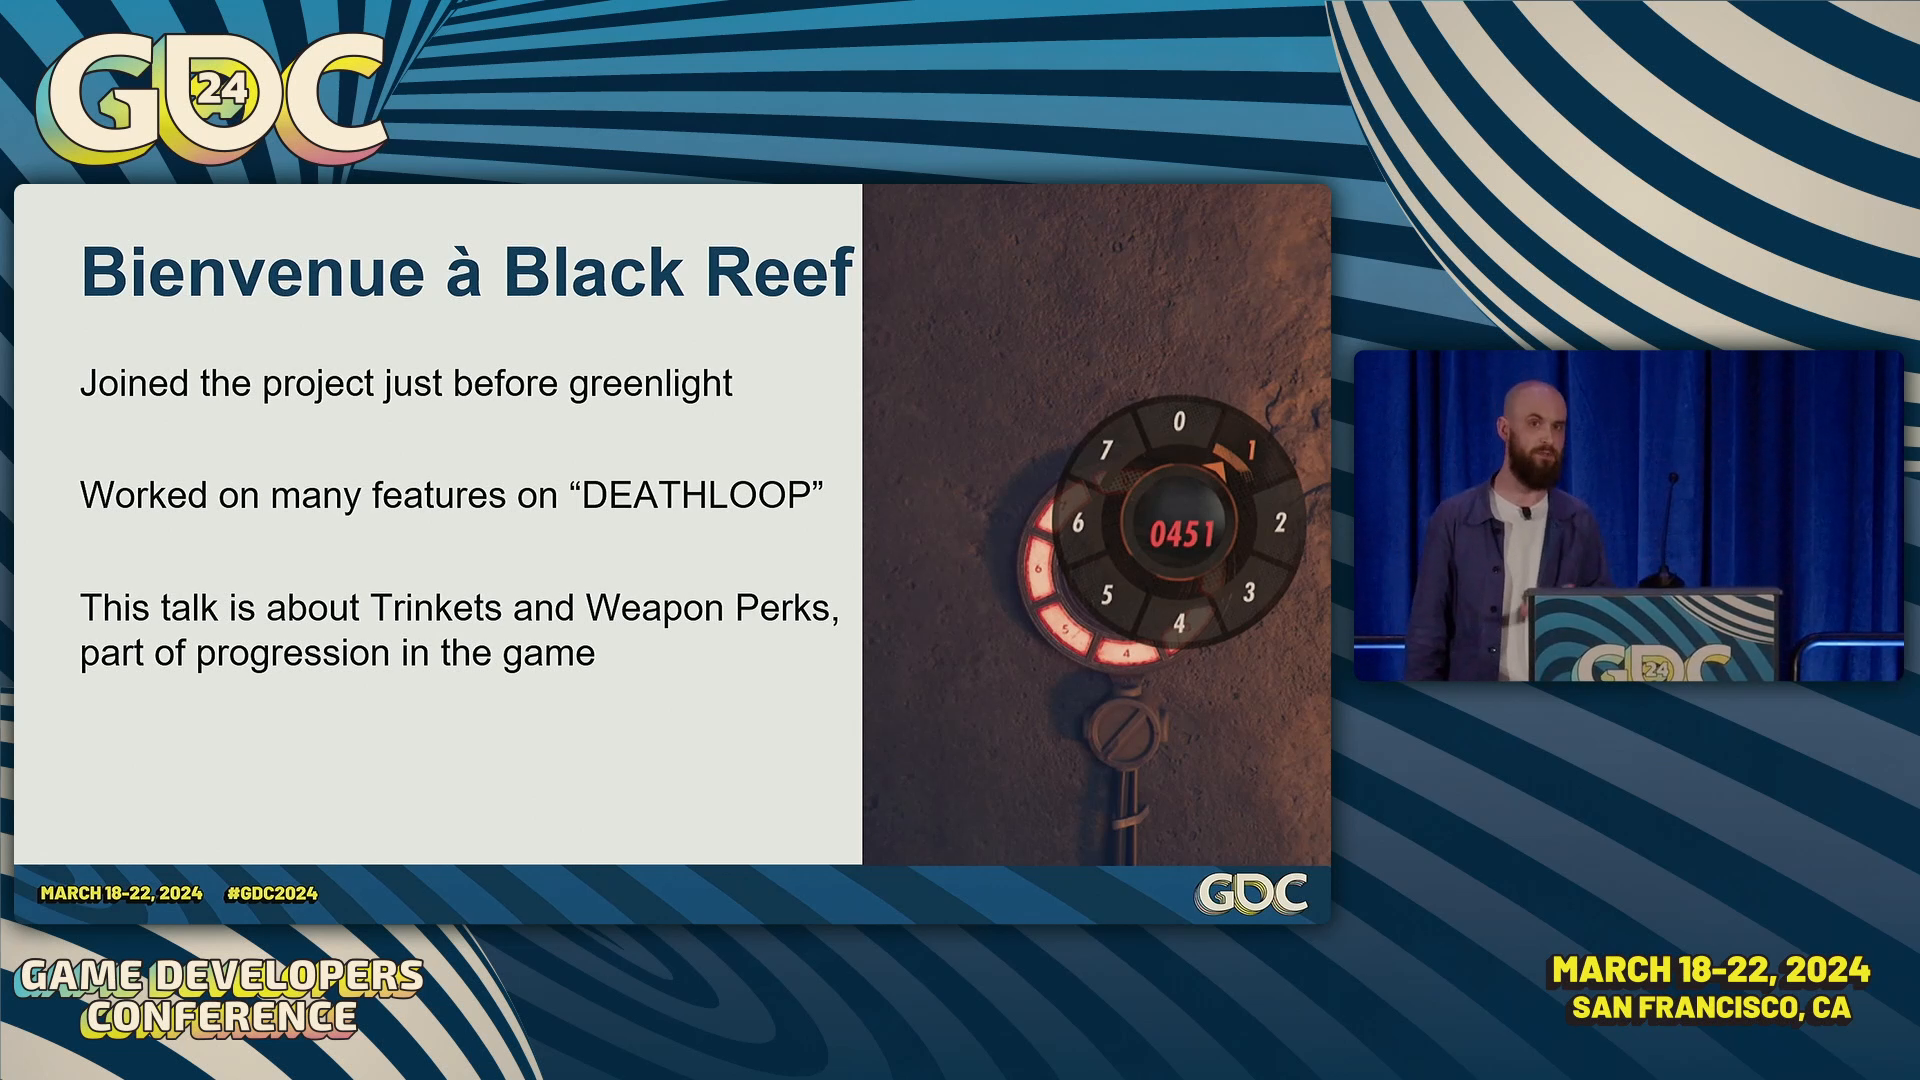 GDC
24
Bienvenue à Black Reef
Joined the project just before greenlight
Worked on many features on “DEATHLOOP”
This talk is about Trinkets and Weapon Perks,
part of progression in the game
0
1
2
3
4
5
6
7
0451
6
5
4
MARCH 18-22, 2024 #GDC2024
GDC
GDC
24
GAME DEVELOPERS
CONFERENCE
MARCH 18-22, 2024
SAN FRANCISCO, CA